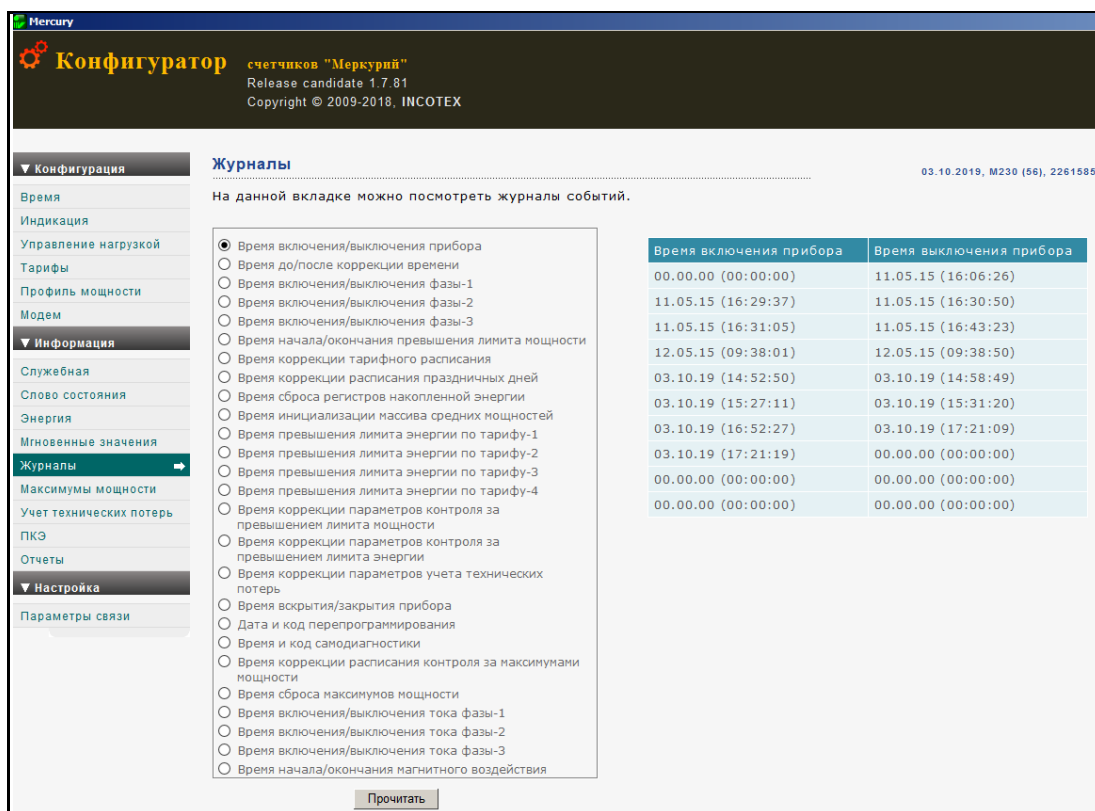 Mercury
Конфигуратор счетчиков "Меркурий"
Release candidate 1.7.81
Copyright © 2009-2018, INCOTEX
▼ Конфигурация
Время
Индикация
Управление нагрузкой
Тарифы
Профиль мощности
Модем
▼ Информация
Служебная
Слово состояния
Энергия
Мгновенные значения
Журналы
Максимумы мощности
Учет технических потерь
ПКЭ
Отчеты
▼ Настройка
Параметры связи
Журналы
03.10.2019, М230 (56), 2261585
На данной вкладке можно посмотреть журналы событий.
Время включения/выключения прибора
Время до/после коррекции времени
Время включения/выключения фазы-1
Время включения/выключения фазы-2
Время включения/выключения фазы-3
Время начала/окончания превышения лимита мощности
Время коррекции тарифного расписания
Время коррекции расписания праздничных дней
Время сброса регистров накопленной энергии
Время инициализации массива средних мощностей
Время превышения лимита энергии по тарифу-1
Время превышения лимита энергии по тарифу-2
Время превышения лимита энергии по тарифу-3
Время превышения лимита энергии по тарифу-4
Время коррекции параметров контроля за
превышением лимита мощности
Время коррекции параметров контроля за
превышением лимита энергии
Время коррекции параметров учета технических
потерь
Время вскрытия/закрытия прибора
Дата и код перепрограммирования
Время и код самодиагностики
Время коррекции расписания контроля за максимумами
мощности
Время сброса максимумов мощности
Время включения/выключения тока фазы-1
Время включения/выключения тока фазы-2
Время включения/выключения тока фазы-3
Время начала/окончания магнитного воздействия
Прочитать
Время включения прибора Время выключения прибора
00.00.00 (00:00:00) 11.05.15 (16:06:26)
11.05.15 (16:29:37) 11.05.15 (16:30:50)
11.05.15 (16:31:05) 11.05.15 (16:43:23)
12.05.15 (09:38:01) 12.05.15 (09:38:50)
03.10.19 (14:52:50) 03.10.19 (14:58:49)
03.10.19 (15:27:11) 03.10.19 (15:31:20)
03.10.19 (16:52:27) 03.10.19 (17:21:09)
03.10.19 (17:21:19) 00.00.00 (00:00:00)
00.00.00 (00:00:00) 00.00.00 (00:00:00)
00.00.00 (00:00:00) 00.00.00 (00:00:00)